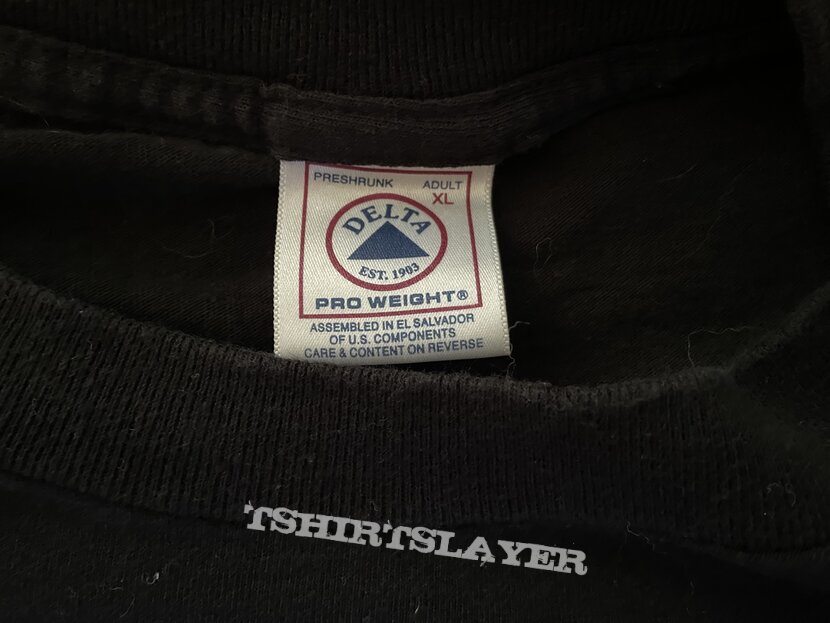 PRESHRUNK ADULT
XL
DELTA
EST. 1903
PRO WEIGHT®
ASSEMBLED IN EL SALVADOR
OF U.S. COMPONENTS
CARE & CONTENT ON REVERSE
TSHIRTSLAYER